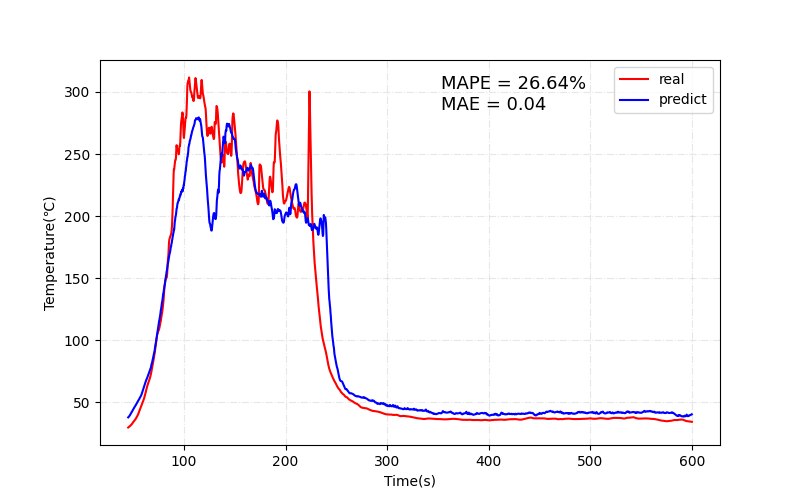 MAPE = 26.64%
MAE = 0.04
real
predict
Temperature(℃)
300
250
200
150
100
50
100 200 300 400 500 600
Time(s)